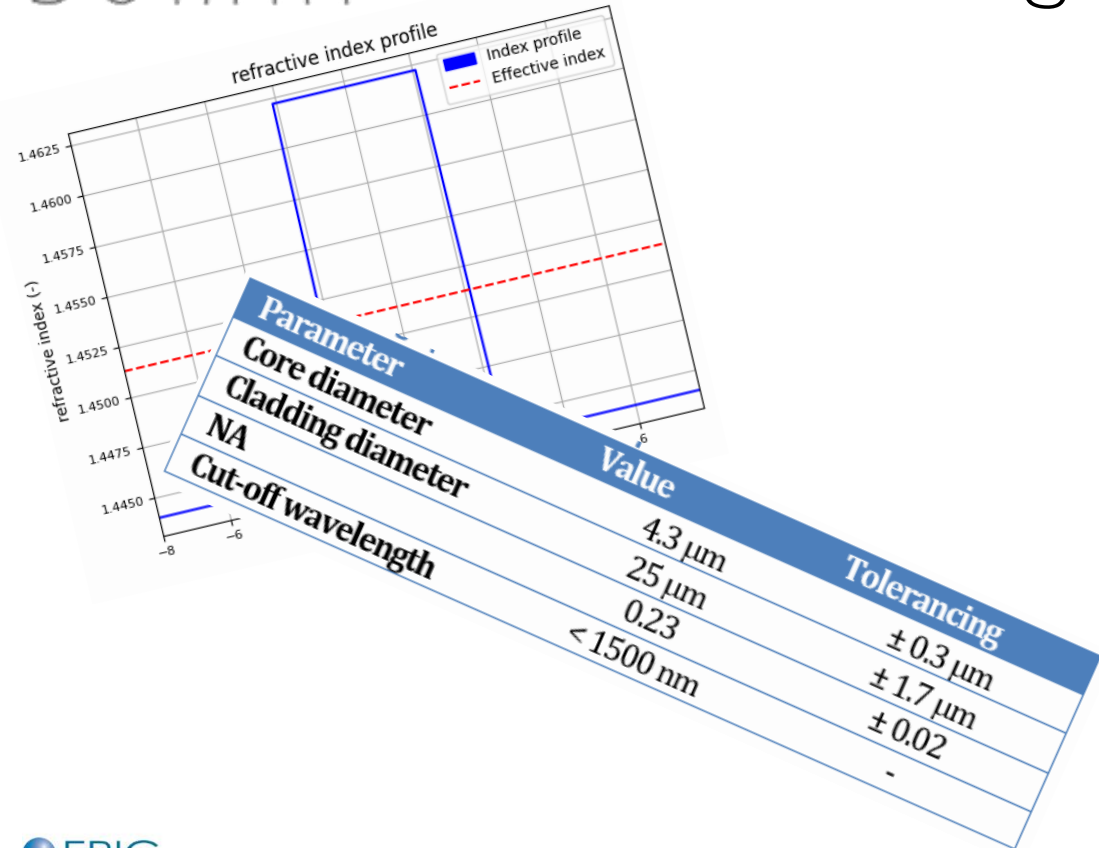 refractive index profile
Index profile
Effective index
1.4625
1.4600
1.4575
1.4550
1.4525
1.4500
1.4475
1.4450
refractive index (-)
−8
−6
6
Parameter Value Tolerancing
Core diameter 4.3 µm ± 0.3 µm
Cladding diameter 25 µm ± 1.7 µm
NA 0.23 ± 0.02
Cut-off wavelength < 1500 nm -